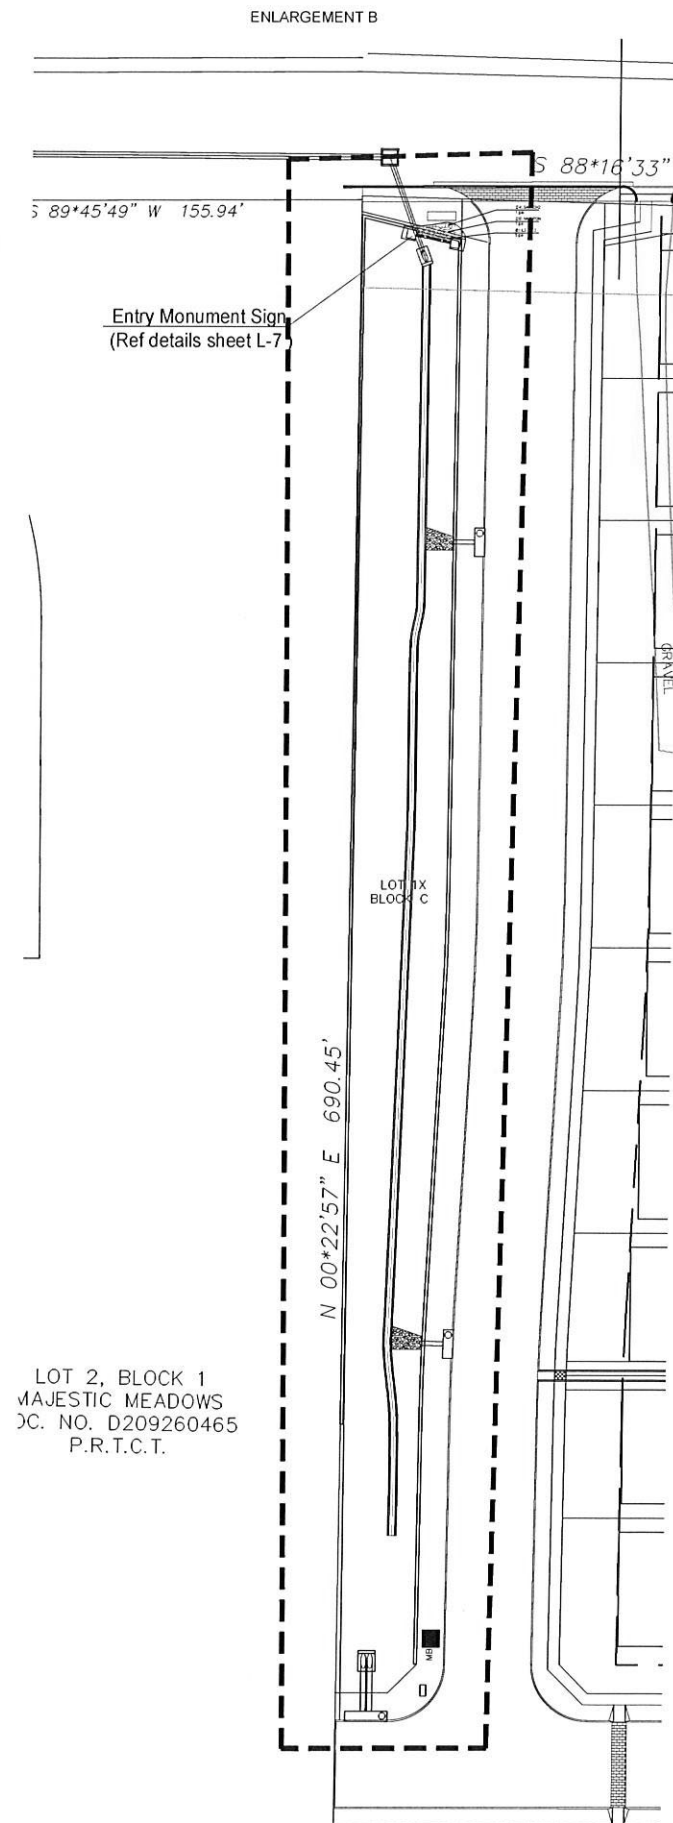 ENLARGEMENT B
S 88*16'33"
S 89*45'49" W 155.94'
Entry Monument Sign
(Ref details sheet L-7)
GRAVEL
LOT 1X
BLOCK C
N 00*22'57" E 690.45'
LOT 2, BLOCK 1
MAJESTIC MEADOWS
OC. NO. D209260465
P.R.T.C.T.
MB